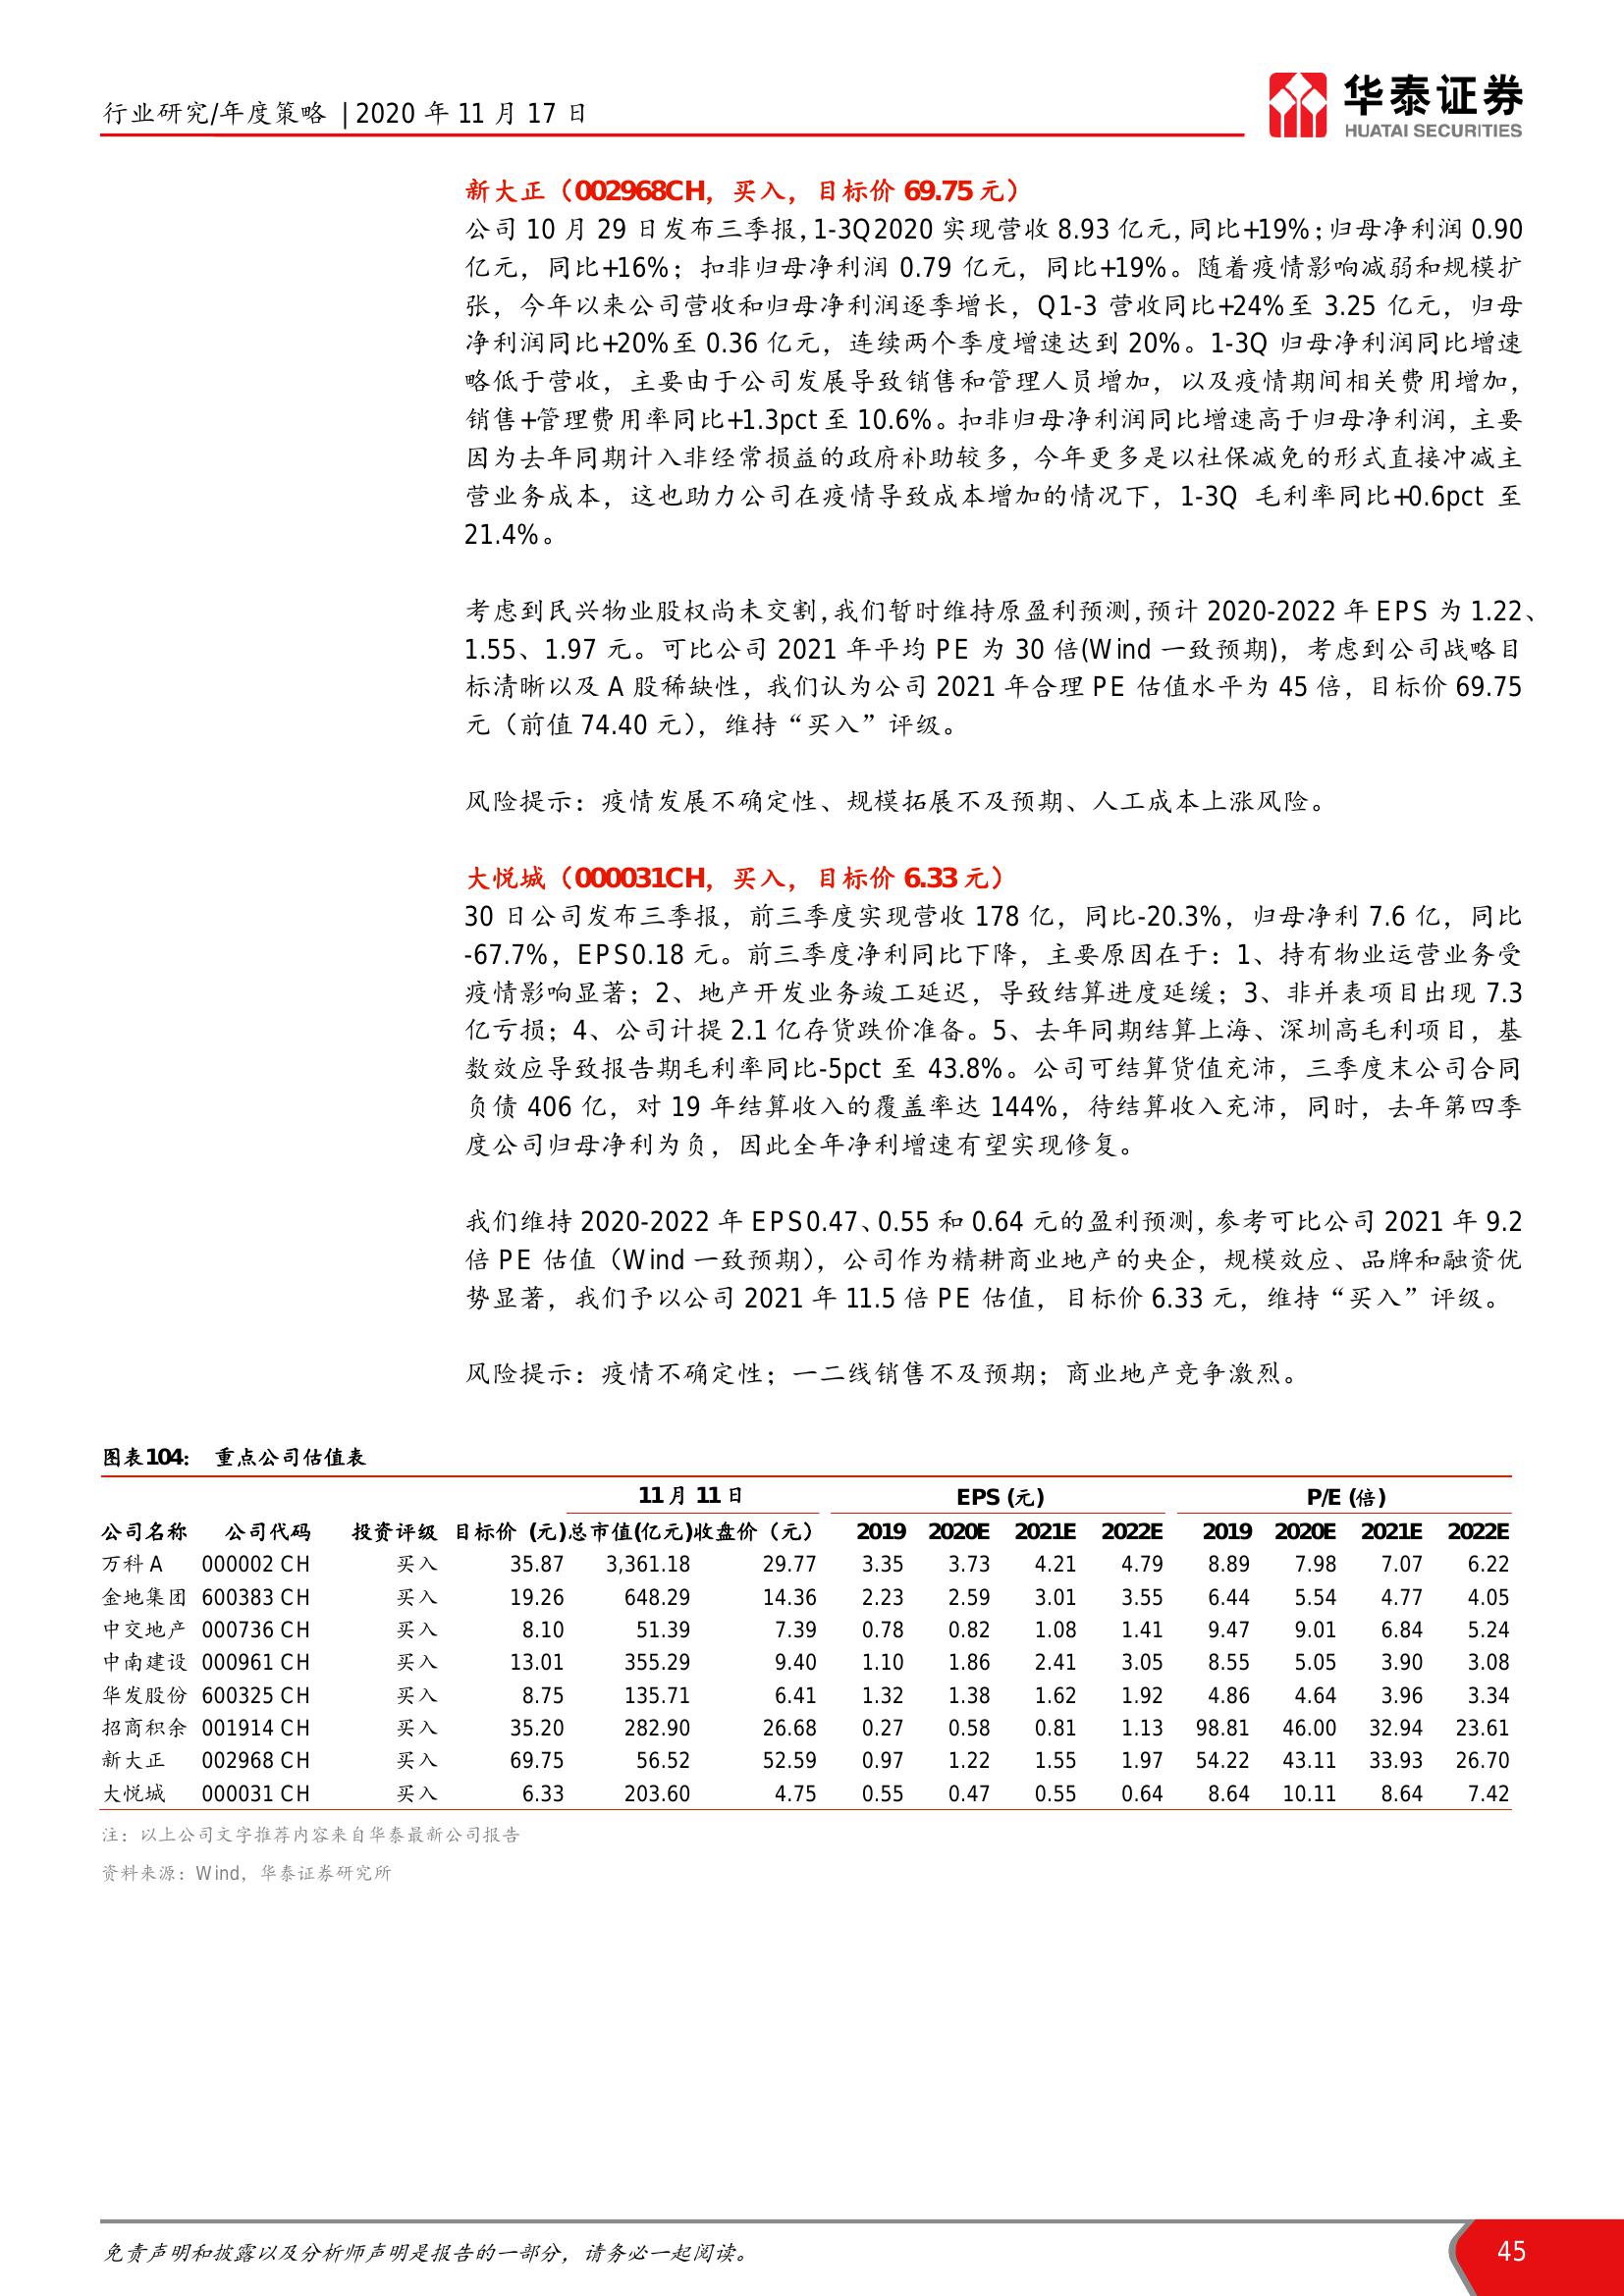 行业研究/年度策略 | 2020 年 11 月 17 日
华泰证券
HUATAI SECURITIES
新大正（002968CH，买入，目标价 69.75 元）
公司 10 月 29 日发布三季报，1-3Q2020 实现营收 8.93 亿元，同比+19%；归母净利润 0.90
亿元，同比+16%；扣非归母净利润 0.79 亿元，同比+19%。随着疫情影响减弱和规模扩
张，今年以来公司营收和归母净利润逐季增长，Q1-3 营收同比+24%至 3.25 亿元，归母
净利润同比+20%至 0.36 亿元，连续两个季度增速达到 20%。1-3Q 归母净利润同比增速
略低于营收，主要由于公司发展导致销售和管理人员增加，以及疫情期间相关费用增加，
销售+管理费用率同比+1.3pct 至 10.6%。扣非归母净利润同比增速高于归母净利润，主要
因为去年同期计入非经常损益的政府补助较多，今年更多是以社保减免的形式直接冲减主
营业务成本，这也助力公司在疫情导致成本增加的情况下，1-3Q 毛利率同比+0.6pct 至
21.4%。
考虑到民兴物业股权尚未交割，我们暂时维持原盈利预测，预计 2020-2022 年 EPS 为 1.22、
1.55、1.97 元。可比公司 2021 年平均 PE 为 30 倍(Wind 一致预期)，考虑到公司战略目
标清晰以及 A 股稀缺性，我们认为公司 2021 年合理 PE 估值水平为 45 倍，目标价 69.75
元（前值 74.40 元），维持“买入”评级。
风险提示：疫情发展不确定性、规模拓展不及预期、人工成本上涨风险。
大悦城（000031CH，买入，目标价 6.33 元）
30 日公司发布三季报，前三季度实现营收 178 亿，同比-20.3%，归母净利 7.6 亿，同比
-67.7%，EPS0.18 元。前三季度净利同比下降，主要原因在于：1、持有物业运营业务受
疫情影响显著；2、地产开发业务竣工延迟，导致结算进度延缓；3、非并表项目出现 7.3
亿亏损；4、公司计提 2.1 亿存货跌价准备。5、去年同期结算上海、深圳高毛利项目，基
数效应导致报告期毛利率同比-5pct 至 43.8%。公司可结算货值充沛，三季度末公司合同
负债 406 亿，对 19 年结算收入的覆盖率达 144%，待结算收入充沛，同时，去年第四季
度公司归母净利为负，因此全年净利增速有望实现修复。
我们维持 2020-2022 年 EPS0.47、0.55 和 0.64 元的盈利预测，参考可比公司 2021 年 9.2
倍 PE 估值（Wind 一致预期），公司作为精耕商业地产的央企，规模效应、品牌和融资优
势显著，我们予以公司 2021 年 11.5 倍 PE 估值，目标价 6.33 元，维持“买入”评级。
风险提示：疫情不确定性；一二线销售不及预期；商业地产竞争激烈。
图表104： 重点公司估值表
11 月 11 日 EPS (元) P/E (倍)
公司名称 公司代码 投资评级 目标价 (元) 总市值(亿元) 收盘价（元） 2019 2020E 2021E 2022E 2019 2020E 2021E 2022E
万科 A 000002 CH 买入 35.87 3,361.18 29.77 3.35 3.73 4.21 4.79 8.89 7.98 7.07 6.22
金地集团 600383 CH 买入 19.26 648.29 14.36 2.23 2.59 3.01 3.55 6.44 5.54 4.77 4.05
中交地产 000736 CH 买入 8.10 51.39 7.39 0.78 0.82 1.08 1.41 9.47 9.01 6.84 5.24
中南建设 000961 CH 买入 13.01 355.29 9.40 1.10 1.86 2.41 3.05 8.55 5.05 3.90 3.08
华发股份 600325 CH 买入 8.75 135.71 6.41 1.32 1.38 1.62 1.92 4.86 4.64 3.96 3.34
招商积余 001914 CH 买入 35.20 282.90 26.68 0.27 0.58 0.81 1.13 98.81 46.00 32.94 23.61
新大正 002968 CH 买入 69.75 56.52 52.59 0.97 1.22 1.55 1.97 54.22 43.11 33.93 26.70
大悦城 000031 CH 买入 6.33 203.60 4.75 0.55 0.47 0.55 0.64 8.64 10.11 8.64 7.42
注：以上公司文字推荐内容来自华泰最新公司报告
资料来源：Wind，华泰证券研究所
免责声明和披露以及分析师声明是报告的一部分，请务必一起阅读。
45